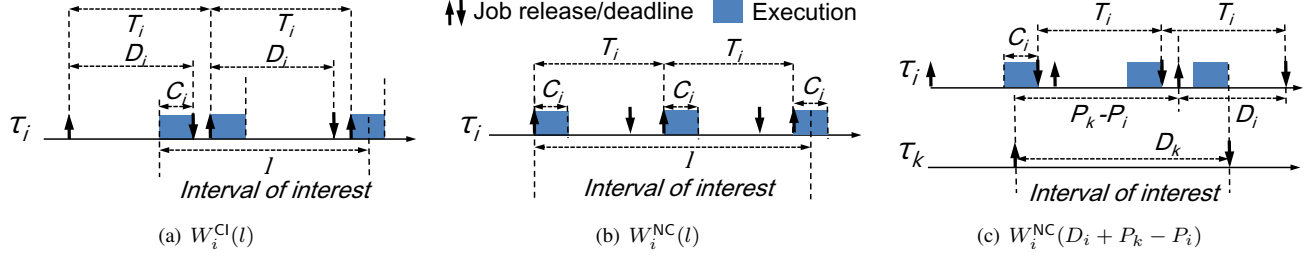 Job release/deadline
Execution
T_i
T_i
D_i
D_i
C_i
τ_i
l
Interval of interest
(a) W_i^CI(l)
T_i
T_i
C_i
C_i
C_i
τ_i
l
Interval of interest
(b) W_i^NC(l)
T_i
T_i
C_i
τ_i
P_k-P_i
D_i
τ_k
D_k
Interval of interest
(c) W_i^NC(D_i + P_k − P_i)